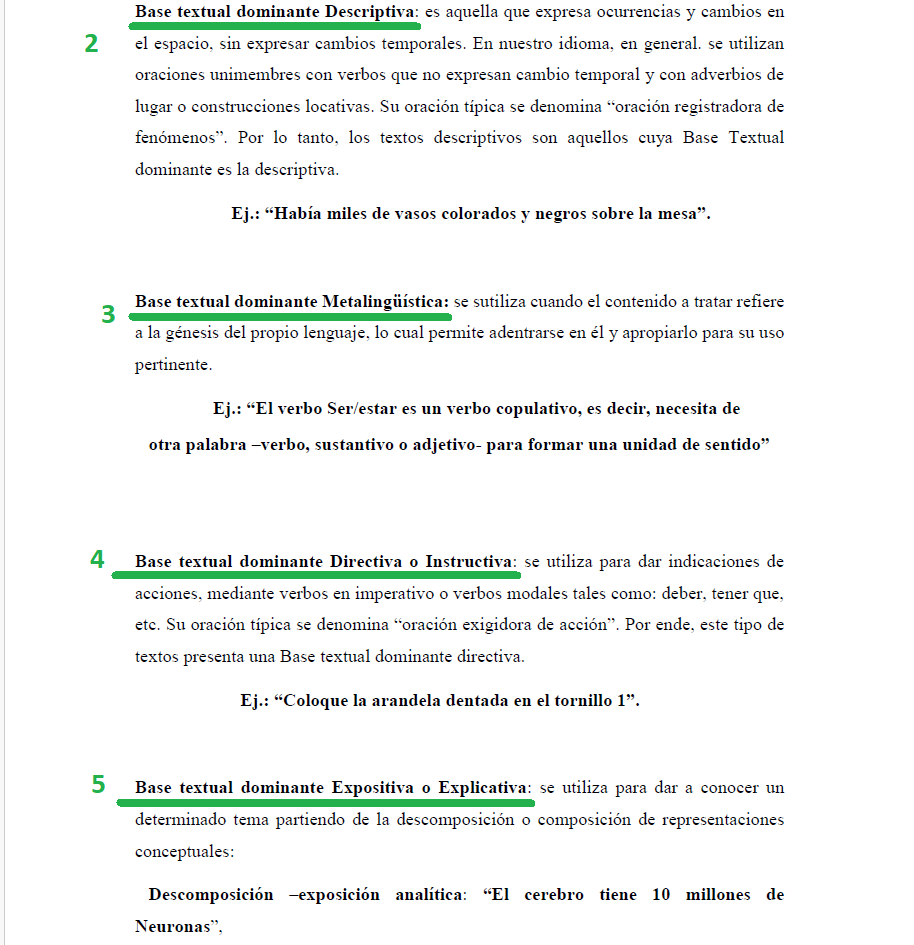 Base textual dominante Descriptiva: es aquella que expresa ocurrencias y cambios en
2
el espacio, sin expresar cambios temporales. En nuestro idioma, en general. se utilizan
oraciones unimembres con verbos que no expresan cambio temporal y con adverbios de
lugar o construcciones locativas. Su oración típica se denomina “oración registradora de
fenómenos”. Por lo tanto, los textos descriptivos son aquellos cuya Base Textual
dominante es la descriptiva.
Ej.: “Había miles de vasos colorados y negros sobre la mesa”.
3
Base textual dominante Metalingüística: se sutiliza cuando el contenido a tratar refiere
a la génesis del propio lenguaje, lo cual permite adentrarse en él y apropiarlo para su uso
pertinente.
Ej.: “El verbo Ser/estar es un verbo copulativo, es decir, necesita de
otra palabra –verbo, sustantivo o adjetivo- para formar una unidad de sentido”
4
Base textual dominante Directiva o Instructiva: se utiliza para dar indicaciones de
acciones, mediante verbos en imperativo o verbos modales tales como: deber, tener que,
etc. Su oración típica se denomina “oración exigidora de acción”. Por ende, este tipo de
textos presenta una Base textual dominante directiva.
Ej.: “Coloque la arandela dentada en el tornillo 1”.
5
Base textual dominante Expositiva o Explicativa: se utiliza para dar a conocer un
determinado tema partiendo de la descomposición o composición de representaciones
conceptuales:
Descomposición –exposición analítica: “El cerebro tiene 10 millones de
Neuronas”,